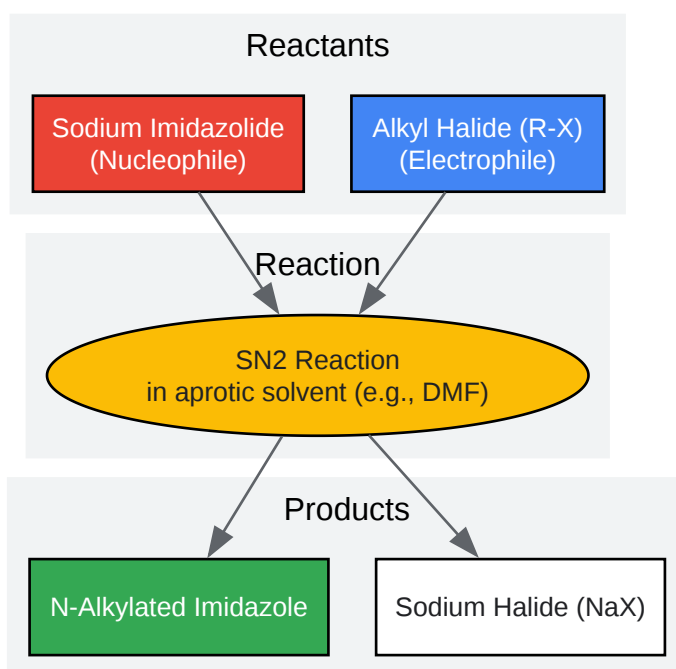 Reactants
Sodium Imidazolide
(Nucleophile)
Alkyl Halide (R-X)
(Electrophile)
Reaction
SN2 Reaction
in aprotic solvent (e.g., DMF)
Products
N-Alkylated Imidazole
Sodium Halide (NaX)